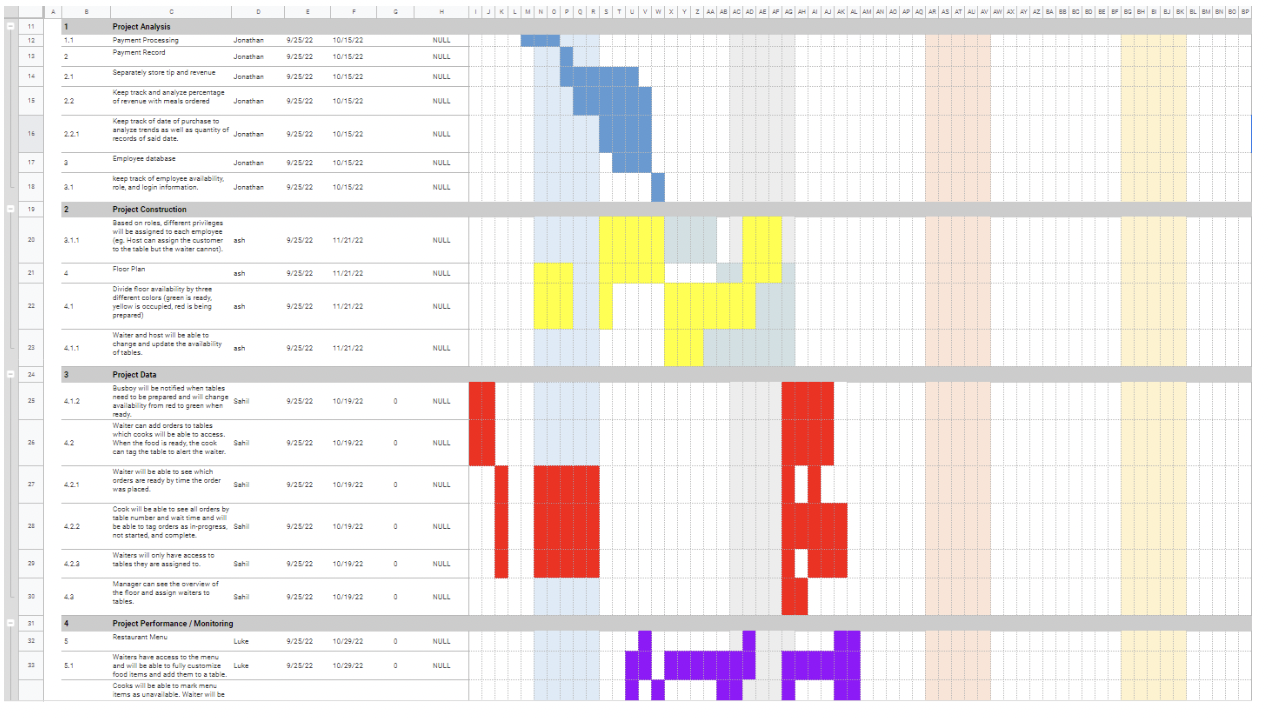 A B C D E F G H I J K L M N O P Q R S T U V W X Y Z AA AB AC AD AE AF AG AH AI AJ AK AL AM AN AO AP AQ AR AS AT AU AV AW AX AY AZ BA BB BC BD BE BF BG BH BI BJ BK BL BM BN BO BP
11 1 Project Analysis
12 1.1 Payment Processing Jonathan 9/25/22 10/15/22 NULL
13 2 Payment Record Jonathan 9/25/22 10/15/22 NULL
14 2.1 Separately store tip and revenue Jonathan 9/25/22 10/15/22 NULL
15 2.2 Keep track and analyze percentage
of revenue with meals ordered Jonathan 9/25/22 10/15/22 NULL
16 2.2.1 Keep track of date of purchase to
analyze trends as well as quantity of
records of said date. Jonathan 9/25/22 10/15/22 NULL
17 3 Employee database Jonathan 9/25/22 10/15/22 NULL
18 3.1 keep track of employee availability,
role, and login information. Jonathan 9/25/22 10/15/22 NULL
19 2 Project Construction
20 3.1.1 Based on roles, different privileges
will be assigned to each employee
(eg. Host can assign the customer
to the table but the waiter cannot). ash 9/25/22 11/21/22 NULL
21 4 Floor Plan ash 9/25/22 11/21/22 NULL
22 4.1 Divide floor availability by three
different colors (green is ready,
yellow is occupied, red is being
prepared) ash 9/25/22 11/21/22 NULL
23 4.1.1 Waiter and host will be able to
change and update the availability
of tables. ash 9/25/22 11/21/22 NULL
24 3 Project Data
25 4.1.2 Busboy will be notified when tables
need to be prepared and will change
availability from red to green when
ready. Sahil 9/25/22 10/19/22 0 NULL
26 4.2 Waiter can add orders to tables
which cooks will be able to access.
When the food is ready, the cook
can tag the table to alert the waiter. Sahil 9/25/22 10/19/22 0 NULL
27 4.2.1 Waiter will be able to see which
orders are ready by time the order
was placed. Sahil 9/25/22 10/19/22 0 NULL
28 4.2.2 Cook will be able to see all orders by
table number and wait time and will
be able to tag orders as in-progress,
not started, and complete. Sahil 9/25/22 10/19/22 0 NULL
29 4.2.3 Waiters will only have access to
tables they are assigned to. Sahil 9/25/22 10/19/22 0 NULL
30 4.3 Manager can see the overview of
the floor and assign waiters to
tables. Sahil 9/25/22 10/19/22 0 NULL
31 4 Project Performance / Monitoring
32 5 Restaurant Menu Luke 9/25/22 10/29/22 0 NULL
33 5.1 Waiters have access to the menu
and will be able to fully customize
food items and add them to a table. Luke 9/25/22 10/29/22 0 NULL
Cooks will be able to mark menu
items as unavailable. Waiter will be